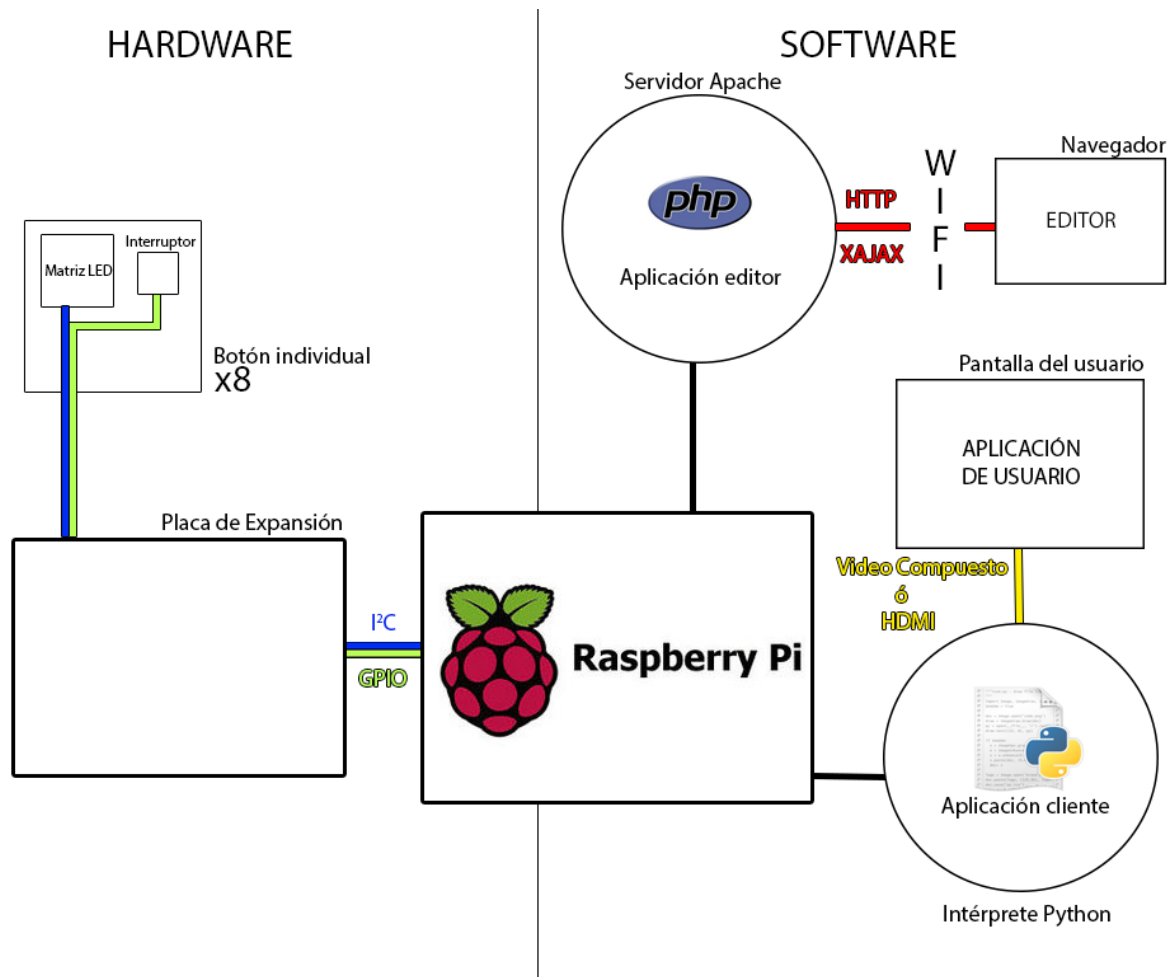 HARDWARE
SOFTWARE
Servidor Apache
php
Aplicación editor
HTTP
XAJAX
W
I
F
I
Navegador
EDITOR
Matriz LED
Interruptor
Botón individual
x8
Pantalla del usuario
APLICACIÓN
DE USUARIO
Placa de Expansión
I²C
GPIO
Raspberry Pi
Video Compuesto
ó
HDMI
Aplicación cliente
Intérprete Python